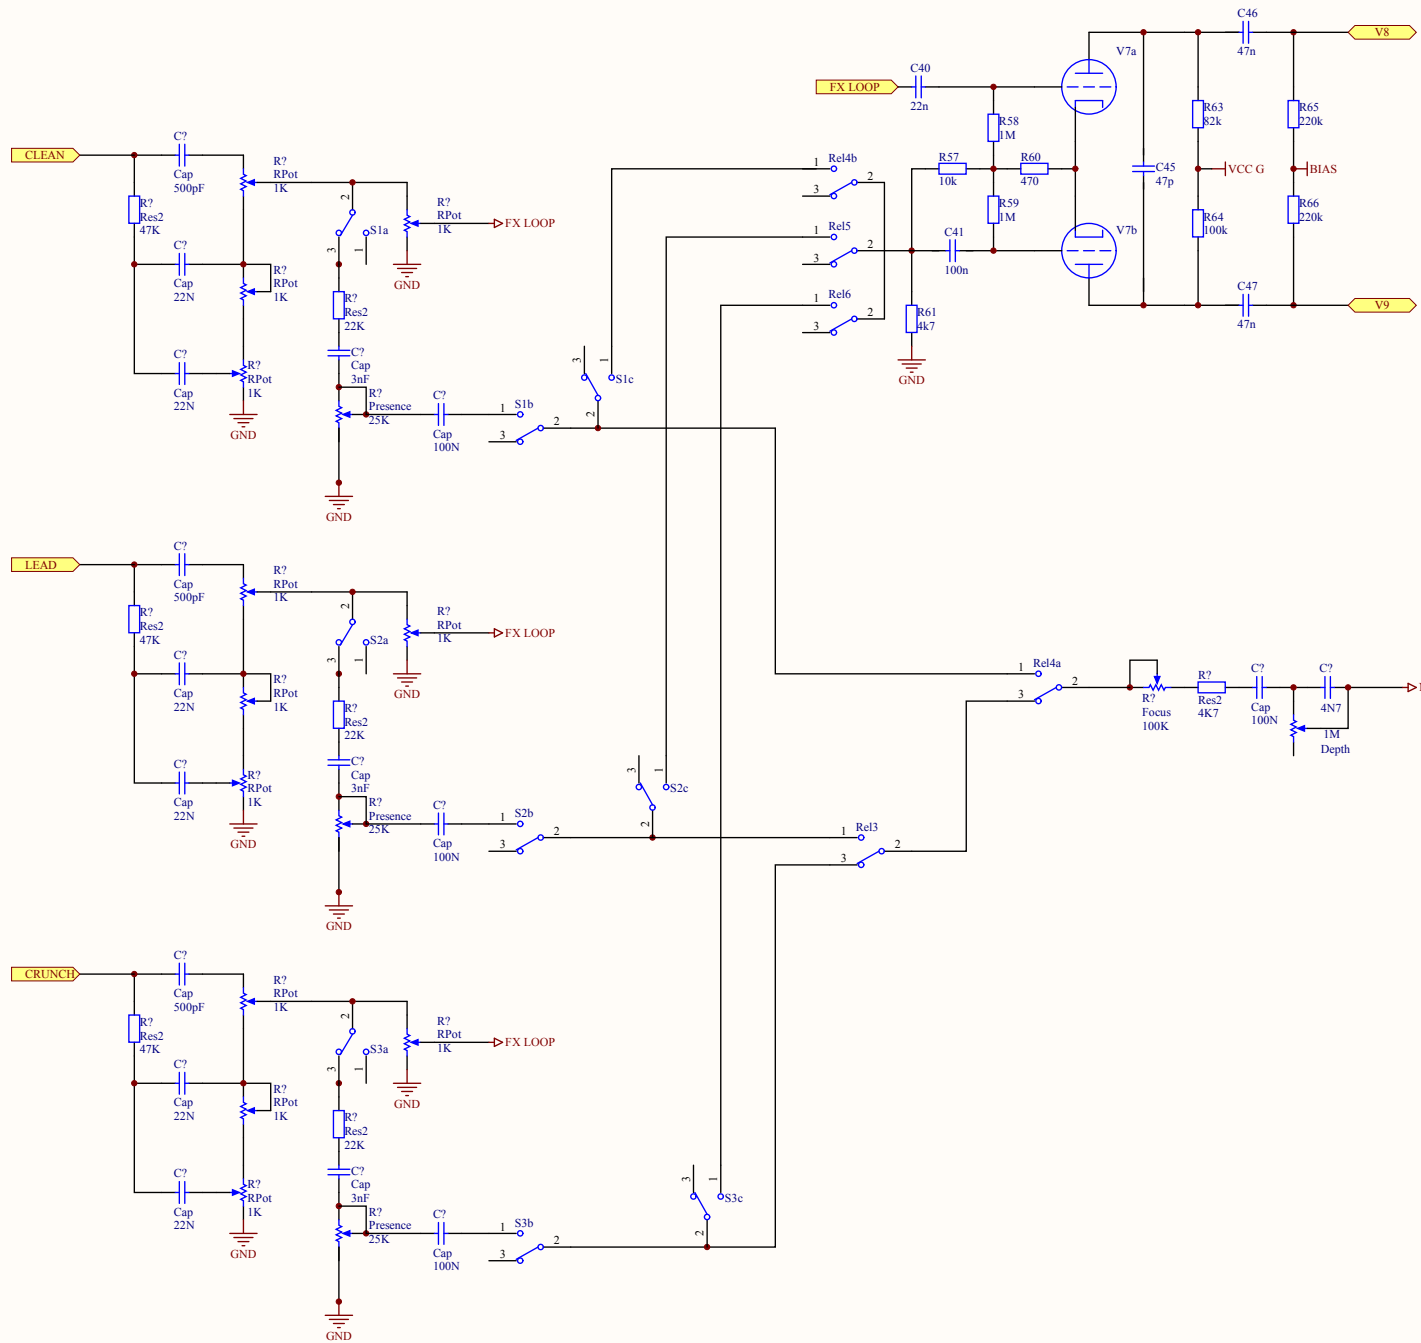 C46
V8
47n
V7a
C40
FX LOOP
22n
R63
82k
R65
220k
R58
1M
C?
CLEAN
Cap
500pF
R?
RPot
1K
1
Rel4b
2
3
R57
10k
R60
470
C45
47p
VCC G
BIAS
R?
Res2
47K
2
S1a
3
1
R?
RPot
1K
FX LOOP
GND
1
Rel5
2
3
R59
1M
R64
100k
R66
220k
V7b
C41
100n
C?
Cap
22N
R?
RPot
1K
R?
Res2
22K
1
Rel6
2
3
R61
4k7
GND
C47
V9
47n
C?
Cap
22N
R?
RPot
1K
GND
C?
Cap
3nF
R?
Presence
25K
C?
Cap
100N
1
S1b
2
3
3
1
S1c
2
GND
C?
LEAD
Cap
500pF
R?
RPot
1K
R?
Res2
47K
2
S2a
3
1
R?
RPot
1K
FX LOOP
GND
C?
Cap
22N
R?
RPot
1K
R?
Res2
22K
1
Rel4a
2
3
R?
Focus
100K
R?
Res2
4K7
C?
Cap
100N
C?
4N7
1M
Depth
C?
Cap
22N
R?
RPot
1K
GND
C?
Cap
3nF
R?
Presence
25K
C?
Cap
100N
1
S2b
2
3
3
1
S2c
2
1
Rel3
2
3
GND
C?
CRUNCH
Cap
500pF
R?
RPot
1K
R?
Res2
47K
2
S3a
3
1
R?
RPot
1K
FX LOOP
GND
C?
Cap
22N
R?
RPot
1K
R?
Res2
22K
C?
Cap
22N
R?
RPot
1K
GND
C?
Cap
3nF
R?
Presence
25K
C?
Cap
100N
1
S3b
2
3
3
1
S3c
2
GND